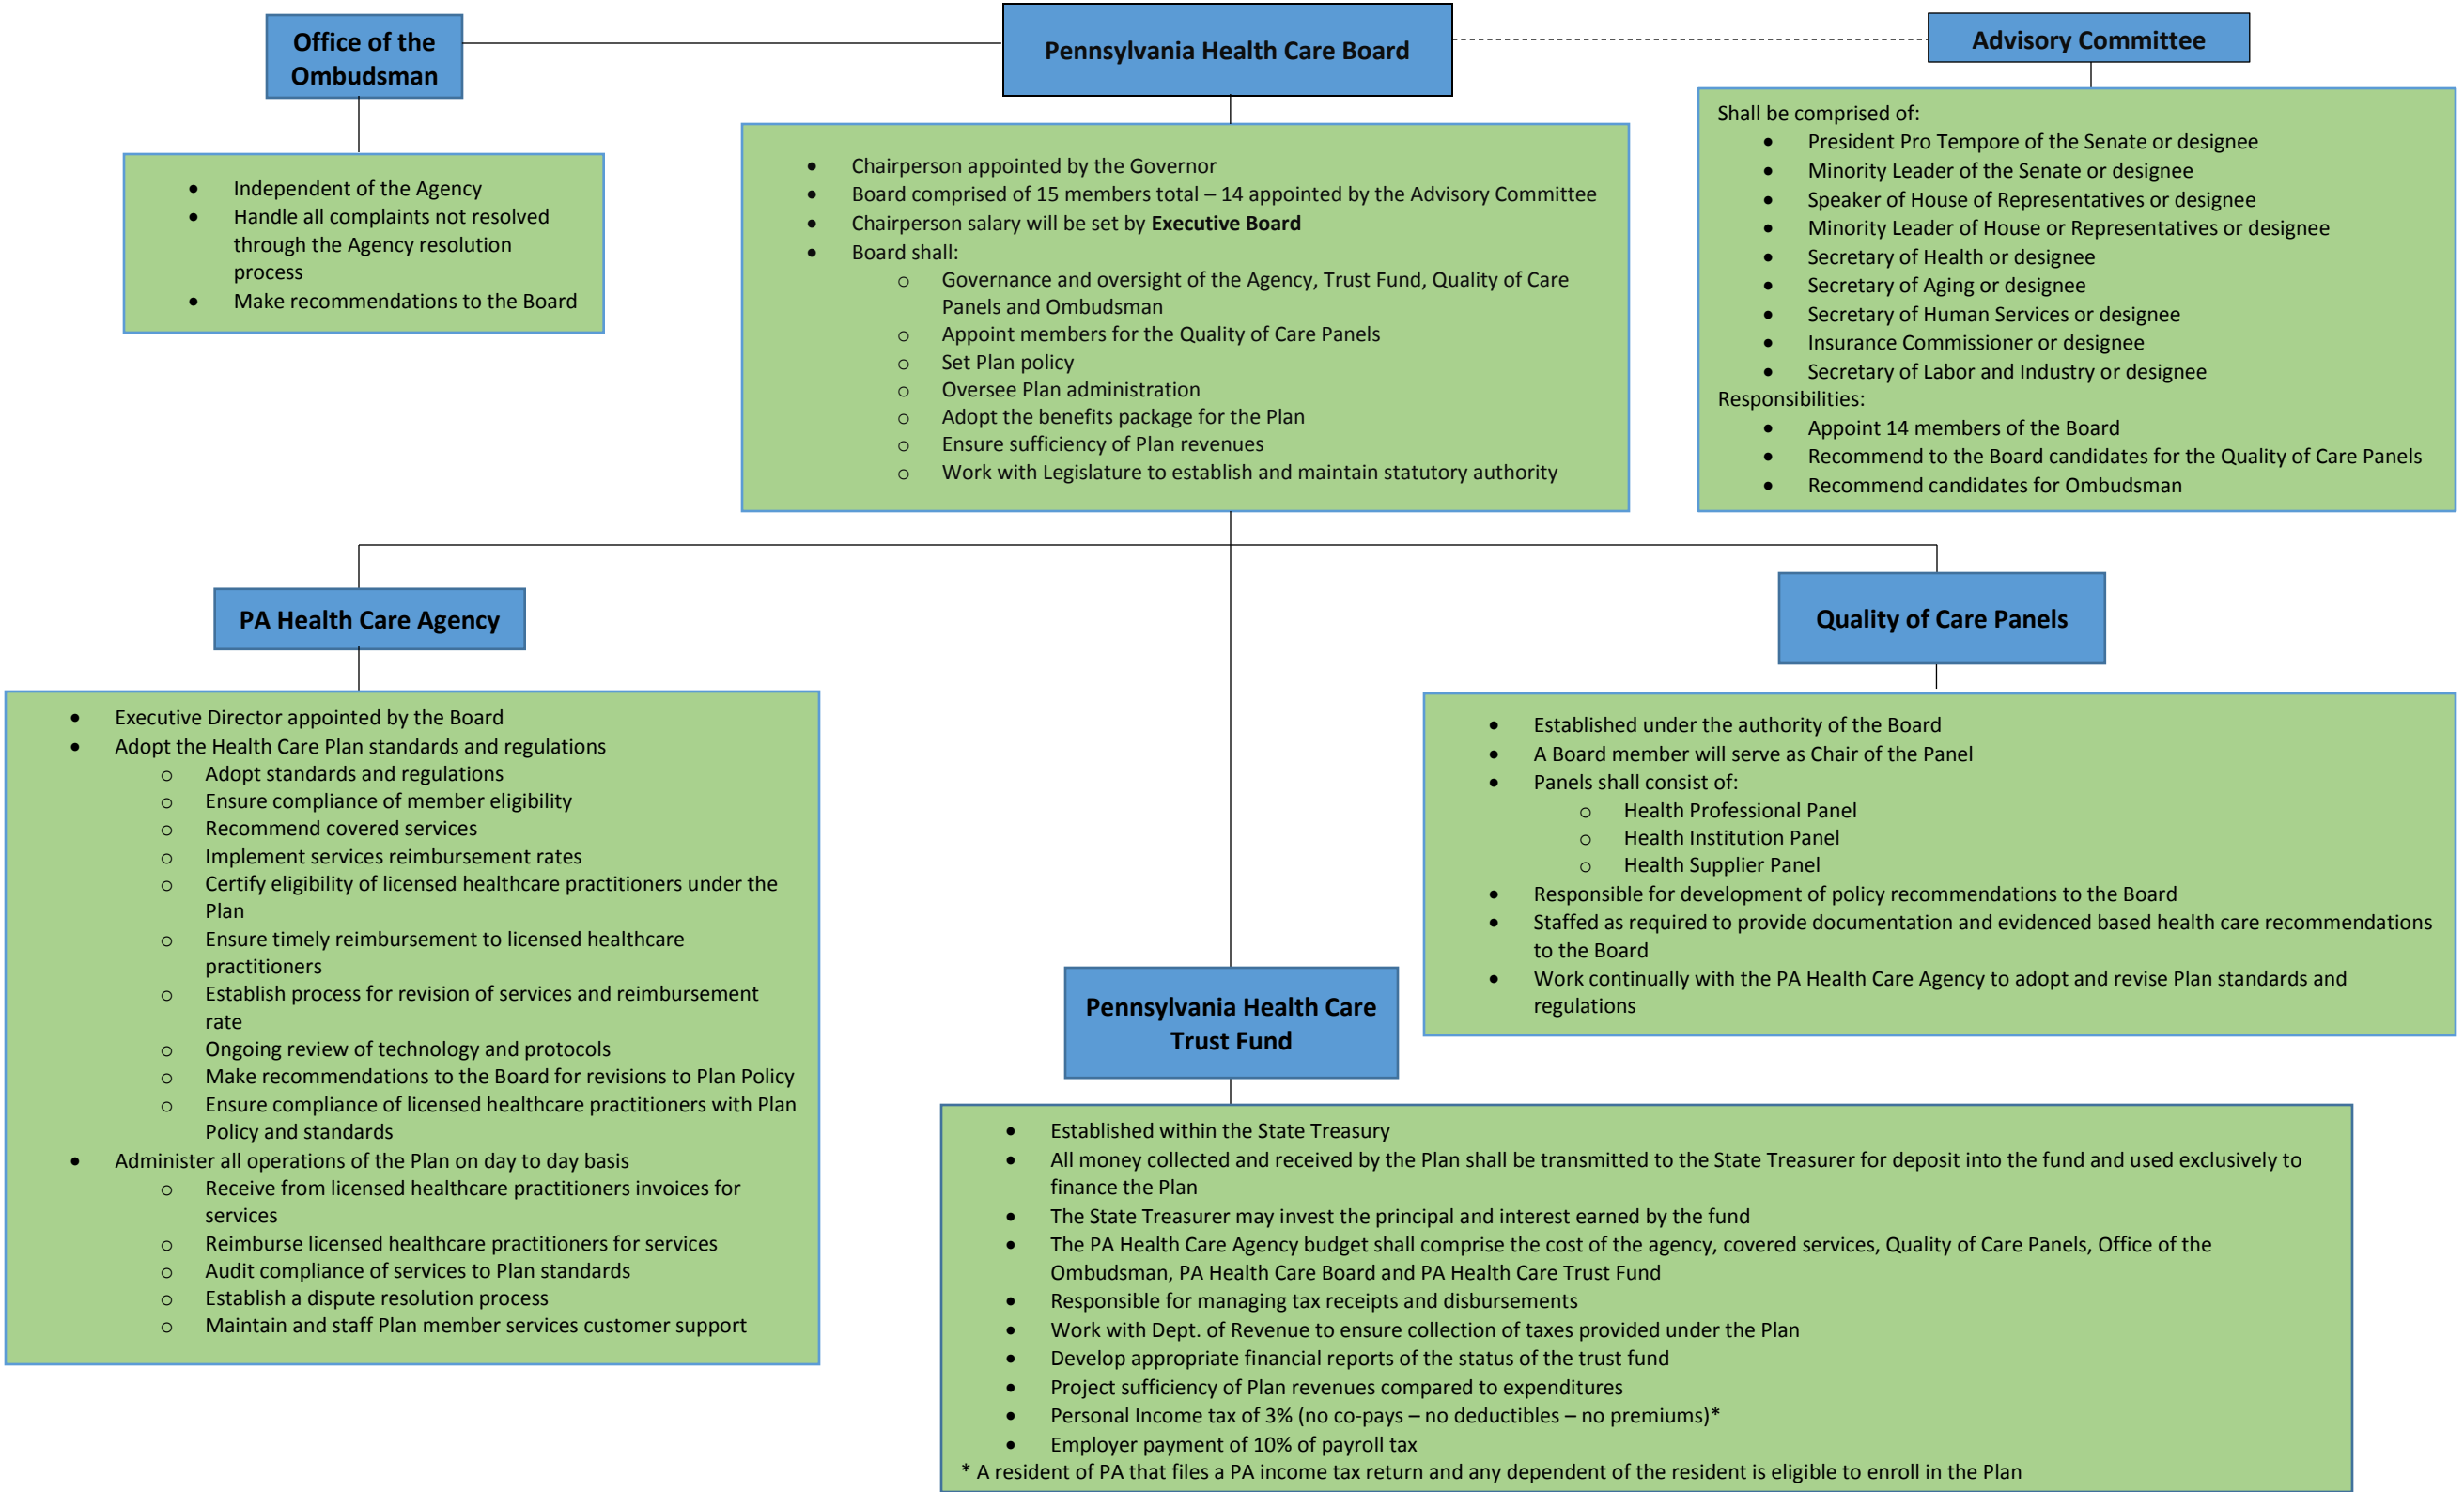 Office of the
Ombudsman
Pennsylvania Health Care Board
Advisory Committee
• Independent of the Agency
• Handle all complaints not resolved
through the Agency resolution
process
• Make recommendations to the Board
• Chairperson appointed by the Governor
• Board comprised of 15 members total – 14 appointed by the Advisory Committee
• Chairperson salary will be set by Executive Board
• Board shall:
o Governance and oversight of the Agency, Trust Fund, Quality of Care
Panels and Ombudsman
o Appoint members for the Quality of Care Panels
o Set Plan policy
o Oversee Plan administration
o Adopt the benefits package for the Plan
o Ensure sufficiency of Plan revenues
o Work with Legislature to establish and maintain statutory authority
Shall be comprised of:
• President Pro Tempore of the Senate or designee
• Minority Leader of the Senate or designee
• Speaker of House of Representatives or designee
• Minority Leader of House or Representatives or designee
• Secretary of Health or designee
• Secretary of Aging or designee
• Secretary of Human Services or designee
• Insurance Commissioner or designee
• Secretary of Labor and Industry or designee
Responsibilities:
• Appoint 14 members of the Board
• Recommend to the Board candidates for the Quality of Care Panels
• Recommend candidates for Ombudsman
PA Health Care Agency
• Executive Director appointed by the Board
• Adopt the Health Care Plan standards and regulations
o Adopt standards and regulations
o Ensure compliance of member eligibility
o Recommend covered services
o Implement services reimbursement rates
o Certify eligibility of licensed healthcare practitioners under the
Plan
o Ensure timely reimbursement to licensed healthcare
practitioners
o Establish process for revision of services and reimbursement
rate
o Ongoing review of technology and protocols
o Make recommendations to the Board for revisions to Plan Policy
o Ensure compliance of licensed healthcare practitioners with Plan
Policy and standards
• Administer all operations of the Plan on day to day basis
o Receive from licensed healthcare practitioners invoices for
services
o Reimburse licensed healthcare practitioners for services
o Audit compliance of services to Plan standards
o Establish a dispute resolution process
o Maintain and staff Plan member services customer support
Quality of Care Panels
• Established under the authority of the Board
• A Board member will serve as Chair of the Panel
• Panels shall consist of:
o Health Professional Panel
o Health Institution Panel
o Health Supplier Panel
• Responsible for development of policy recommendations to the Board
• Staffed as required to provide documentation and evidenced based health care recommendations
to the Board
• Work continually with the PA Health Care Agency to adopt and revise Plan standards and
regulations
Pennsylvania Health Care
Trust Fund
• Established within the State Treasury
• All money collected and received by the Plan shall be transmitted to the State Treasurer for deposit into the fund and used exclusively to
finance the Plan
• The State Treasurer may invest the principal and interest earned by the fund
• The PA Health Care Agency budget shall comprise the cost of the agency, covered services, Quality of Care Panels, Office of the
Ombudsman, PA Health Care Board and PA Health Care Trust Fund
• Responsible for managing tax receipts and disbursements
• Work with Dept. of Revenue to ensure collection of taxes provided under the Plan
• Develop appropriate financial reports of the status of the trust fund
• Project sufficiency of Plan revenues compared to expenditures
• Personal Income tax of 3% (no co-pays – no deductibles – no premiums)*
• Employer payment of 10% of payroll tax
* A resident of PA that files a PA income tax return and any dependent of the resident is eligible to enroll in the Plan